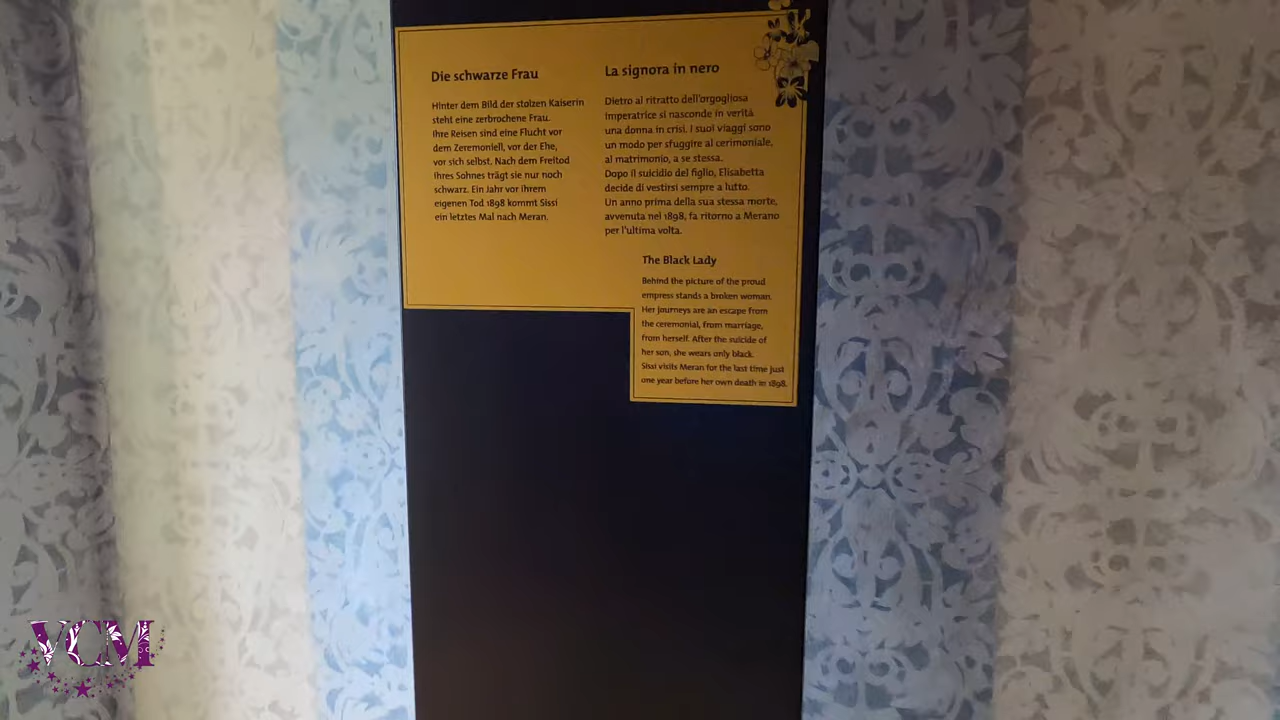 Die schwarze Frau
Hinter dem Bild der stolzen Kaiserin
steht eine zerbrochene Frau.
Ihre Reisen sind eine Flucht vor
dem Zeremoniell, vor der Ehe,
vor sich selbst. Nach dem Freitod
ihres Sohnes trägt sie nur noch
schwarz. Ein Jahr vor ihrem
eigenen Tod 1898 kommt Sissi
ein letztes Mal nach Meran.
La signora in nero
Dietro al ritratto dell'orgogliosa
imperatrice si nasconde in verità
una donna in crisi. I suoi viaggi sono
un modo per sfuggire al cerimoniale,
al matrimonio, a se stessa.
Dopo il suicidio del figlio, Elisabetta
decide di vestirsi sempre a lutto.
Un anno prima della sua stessa morte,
avvenuta nel 1898, fa ritorno a Merano
per l'ultima volta.
The Black Lady
Behind the picture of the proud
empress stands a broken woman.
Her journeys are an escape from
the ceremonial, from marriage,
from herself. After the suicide of
her son, she wears only black.
Sissi visits Meran for the last time just
one year before her own death in 1898.
VCM